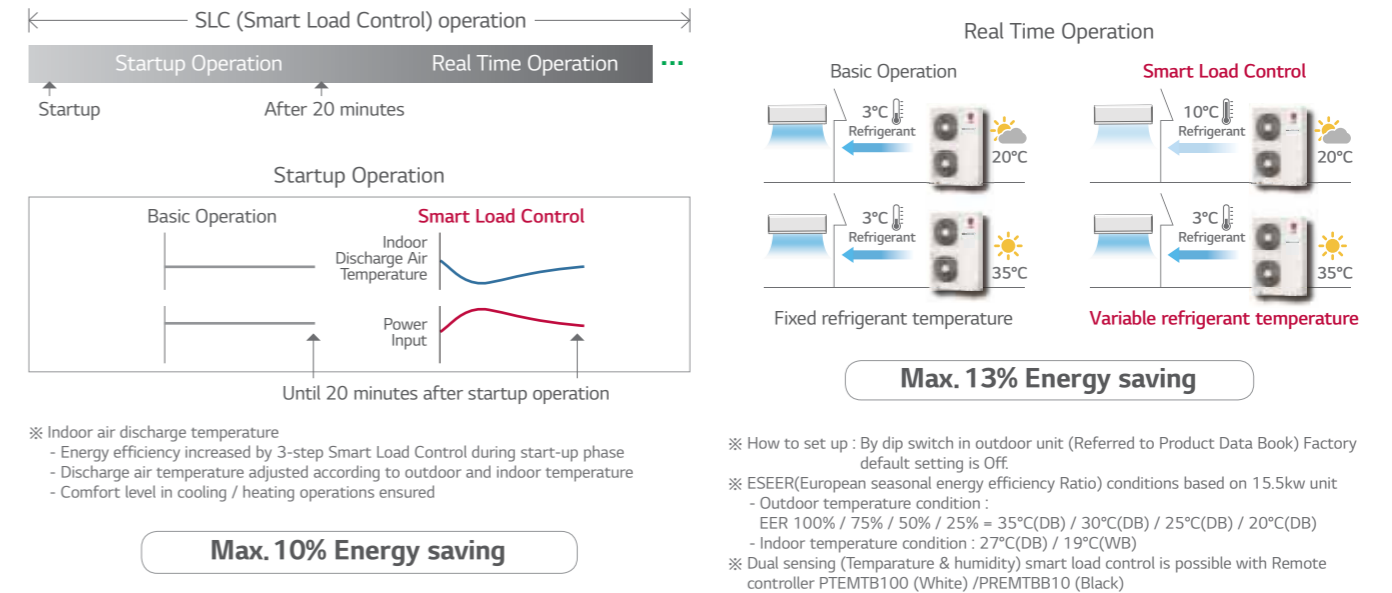 SLC (Smart Load Control) operation
Startup Operation
Real Time Operation
...
Startup
After 20 minutes
Startup Operation
Basic Operation
Smart Load Control
Indoor
Discharge Air
Temperature
Power
Input
Until 20 minutes after startup operation
※ Indoor air discharge temperature
- Energy efficiency increased by 3-step Smart Load Control during start-up phase
- Discharge air temperature adjusted according to outdoor and indoor temperature
- Comfort level in cooling / heating operations ensured
Max. 10% Energy saving
Real Time Operation
Basic Operation
3°C
Refrigerant
20°C
3°C
Refrigerant
35°C
Fixed refrigerant temperature
Smart Load Control
10°C
Refrigerant
20°C
3°C
Refrigerant
35°C
Variable refrigerant temperature
Max. 13% Energy saving
※ How to set up : By dip switch in outdoor unit (Referred to Product Data Book) Factory
default setting is Off.
※ ESEER(European seasonal energy efficiency Ratio) conditions based on 15.5kw unit
- Outdoor temperature condition :
EER 100% / 75% / 50% / 25% = 35°C(DB) / 30°C(DB) / 25°C(DB) / 20°C(DB)
- Indoor temperature condition : 27°C(DB) / 19°C(WB)
※ Dual sensing (Temparature & humidity) smart load control is possible with Remote
controller PTEMTB100 (White) /PREMTBB10 (Black)